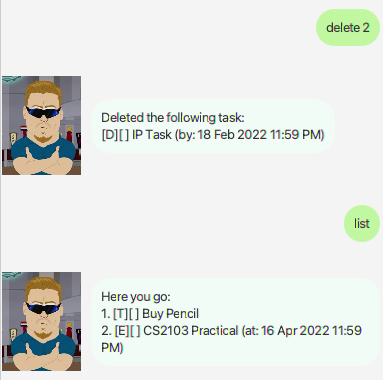 delete 2
Deleted the following task:
[D][ ] IP Task (by: 18 Feb 2022 11:59 PM)
list
Here you go:
1. [T][ ] Buy Pencil
2. [E][ ] CS2103 Practical (at: 16 Apr 2022 11:59
PM)